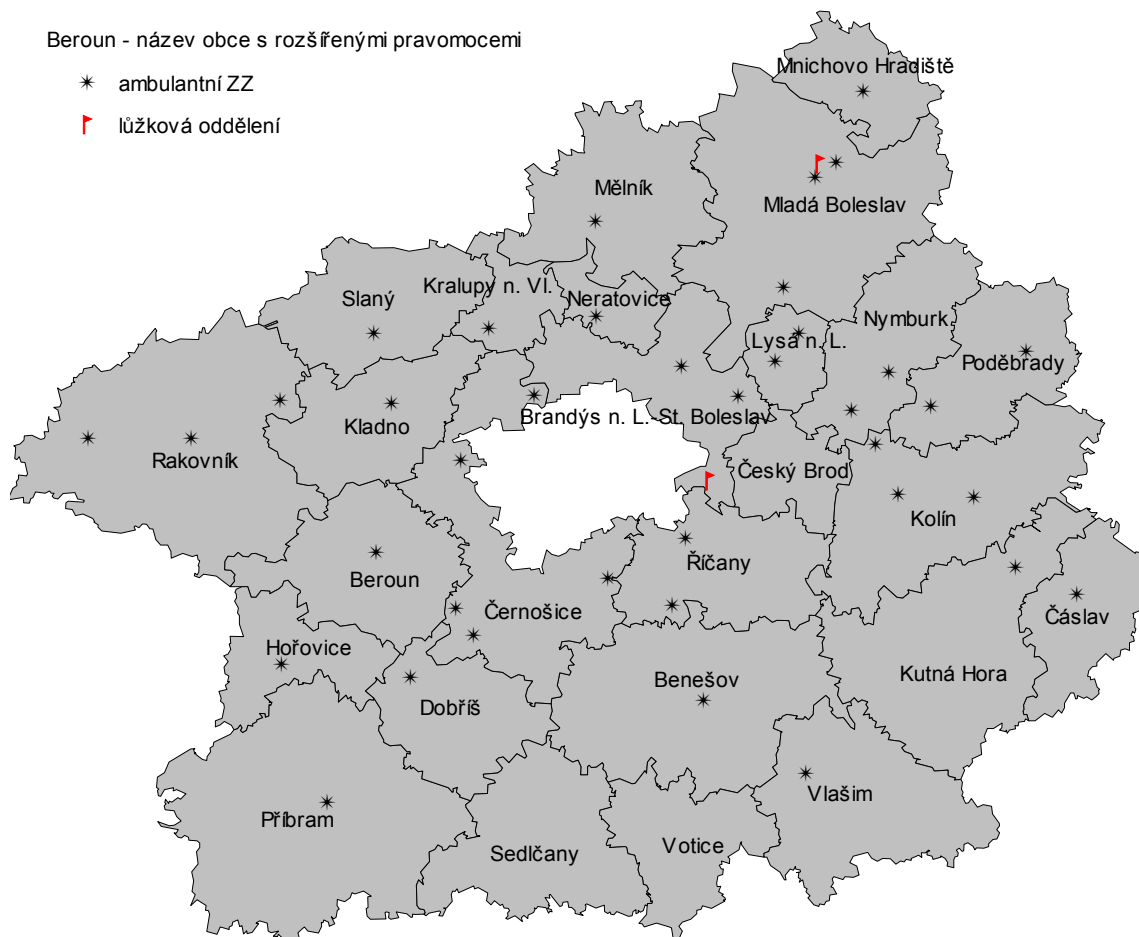 Beroun - název obce s rozšířenými pravomocemi
ambulantní ZZ
lůžková oddělení
Mnichovo Hradiště
Mělník
Mladá Boleslav
Kralupy n. Vl.
Slaný
Neratovice
Nymburk
Lysá n. L.
Poděbrady
Brandýs n. L.-St. Boleslav
Kladno
Rakovník
Český Brod
Kolín
Beroun
Říčany
Černošice
Čáslav
Hořovice
Kutná Hora
Benešov
Dobříš
Vlašim
Příbram
Votice
Sedlčany